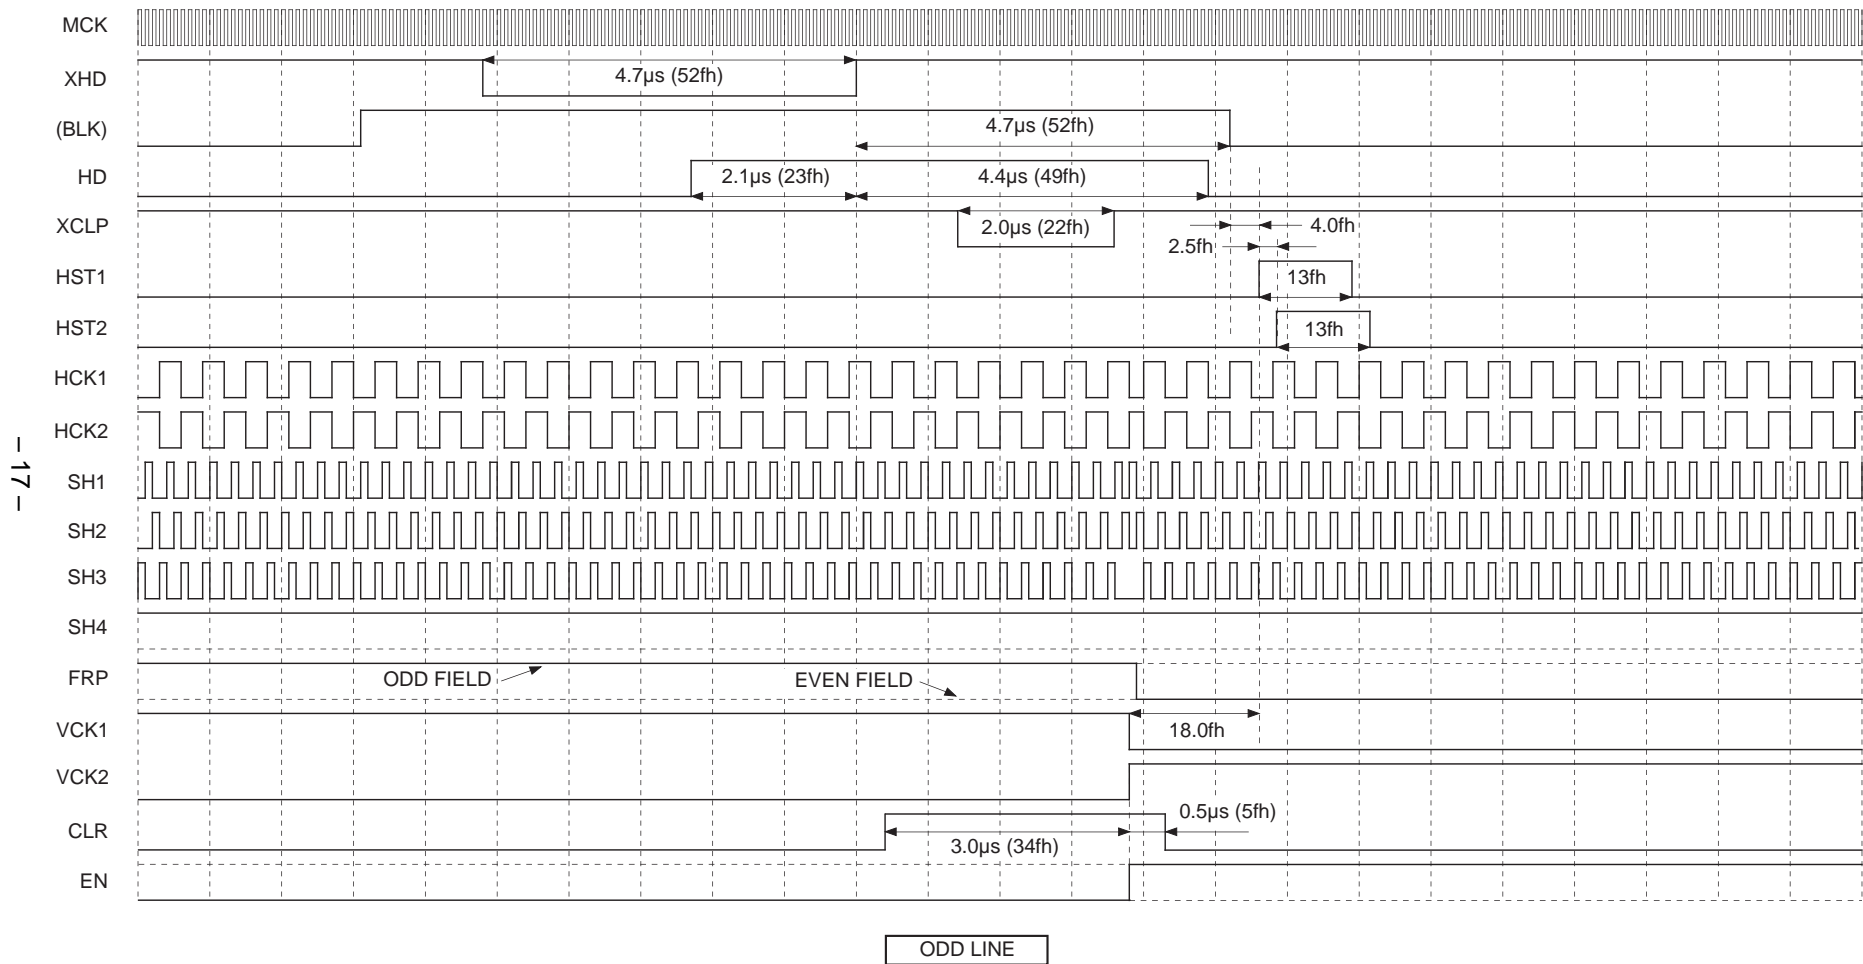 MCK
XHD
4.7µs (52fh)
(BLK)
4.7µs (52fh)
HD
2.1µs (23fh)
4.4µs (49fh)
XCLP
2.0µs (22fh)
4.0fh
2.5fh
HST1
13fh
HST2
13fh
HCK1
HCK2
SH1
SH2
SH3
SH4
FRP
ODD FIELD
EVEN FIELD
VCK1
18.0fh
VCK2
CLR
3.0µs (34fh)
0.5µs (5fh)
EN
ODD LINE
– 17 –